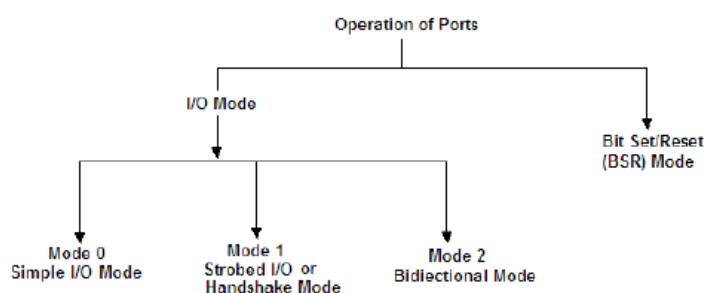 Operation of Ports
I/O Mode
Bit Set/Reset
(BSR) Mode
Mode 0
Simple I/O Mode
Mode 1
Strobed I/O or
Handshake Mode
Mode 2
Bidiectional Mode